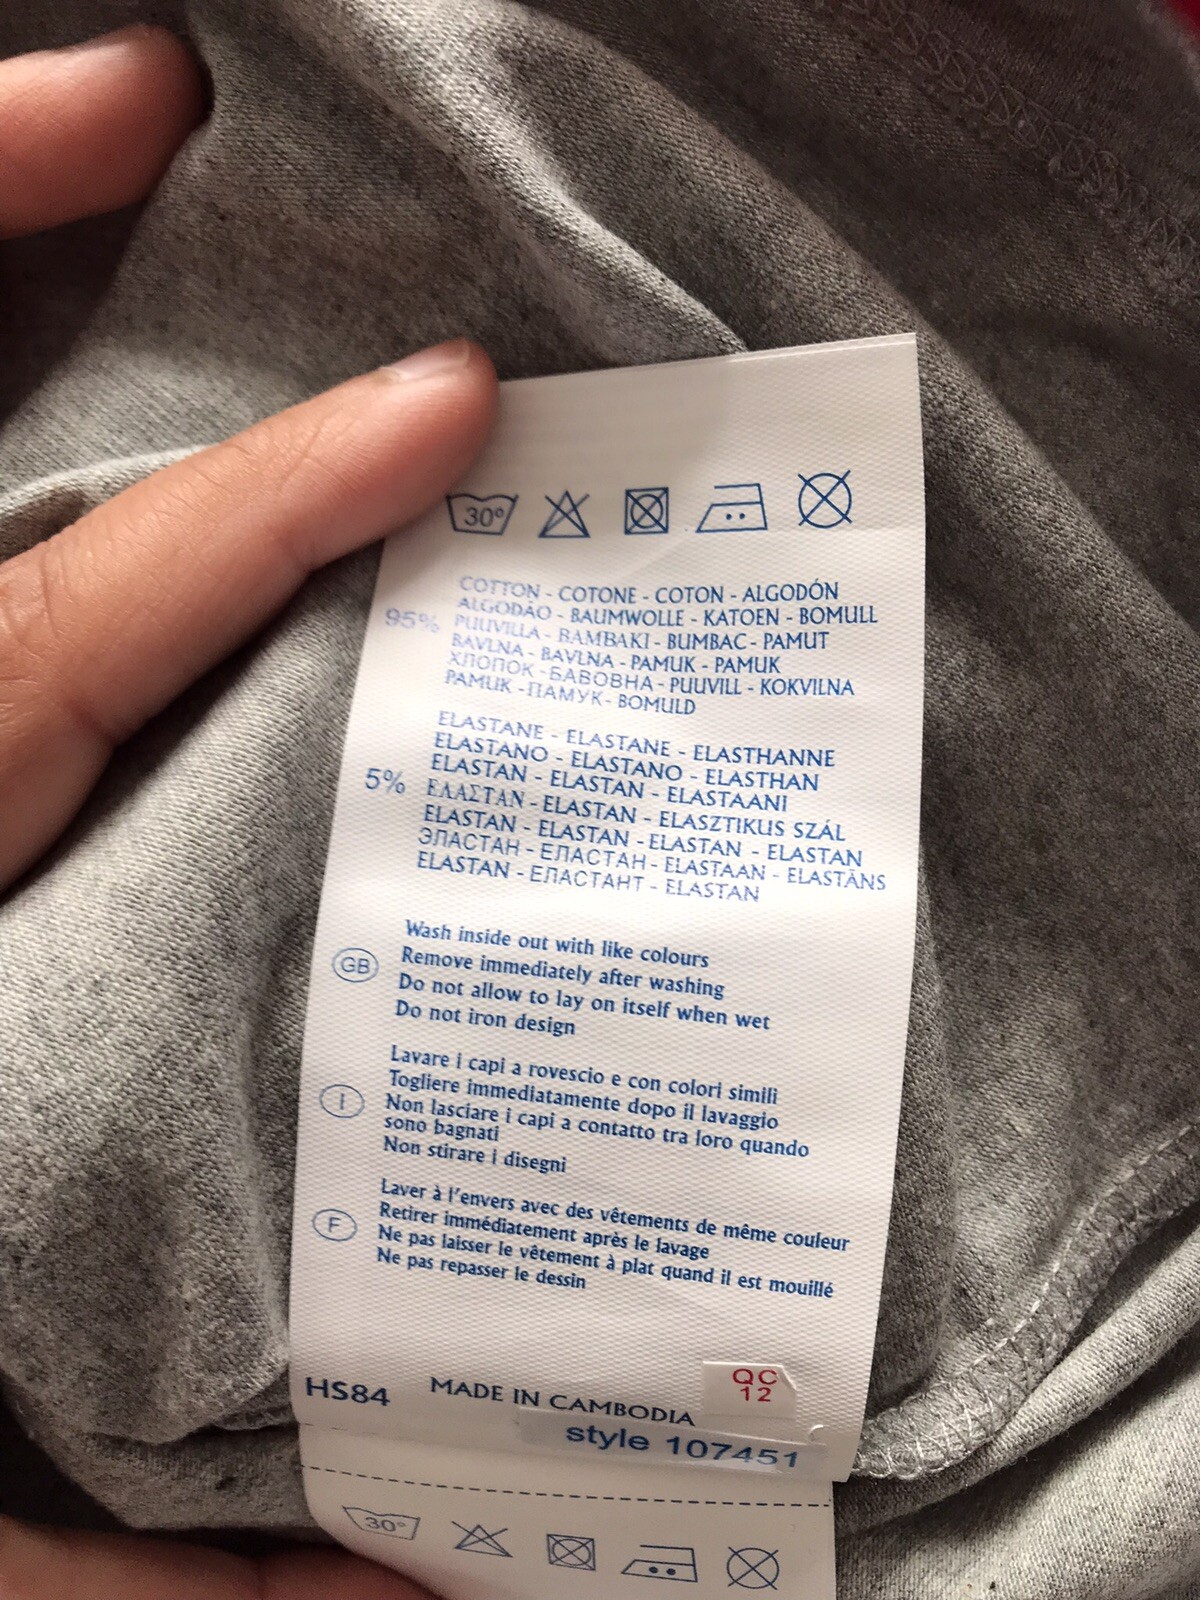 30°
COTTON - COTONE - COTON - ALGODÓN
ALGODÃO - BAUMWOLLE - KATOEN - BOMULL
95% PUUVILLA - BAMBAKI - BUMBAC - PAMUT
BAVLNA - BAVLNA - PAMUK - PAMUK
ХЛОПОК - БАВОВНА - PUUVILL - KOKVILNA
PAMUK - ПАМУК - BOMULD
ELASTANE - ELASTANE - ELASTHANNE
ELASTANO - ELASTANO - ELASTHAN
ELASTAN - ELASTAN - ELASTAANI
5% ΕΛΑΣΤΑΝ - ELASTAN - ELASZTIKUS SZÁL
ELASTAN - ELASTAN - ELASTAN - ELASTAN
ЭЛАСТАН - ЕЛАСТАН - ELASTAAN - ELASTĀNS
ELASTAN - ЕЛАСТАНТ - ELASTAN
Wash inside out with like colours
GB Remove immediately after washing
Do not allow to lay on itself when wet
Do not iron design
Lavare i capi a rovescio e con colori simili
Togliere immediatamente dopo il lavaggio
I Non lasciare i capi a contatto tra loro quando
sono bagnati
Non stirare i disegni
Laver à l'envers avec des vêtements de même couleur
F Retirer immédiatement après le lavage
Ne pas laisser le vêtement à plat quand il est mouillé
Ne pas repasser le dessin
QC
12
HS84 MADE IN CAMBODIA
style 107451
30°